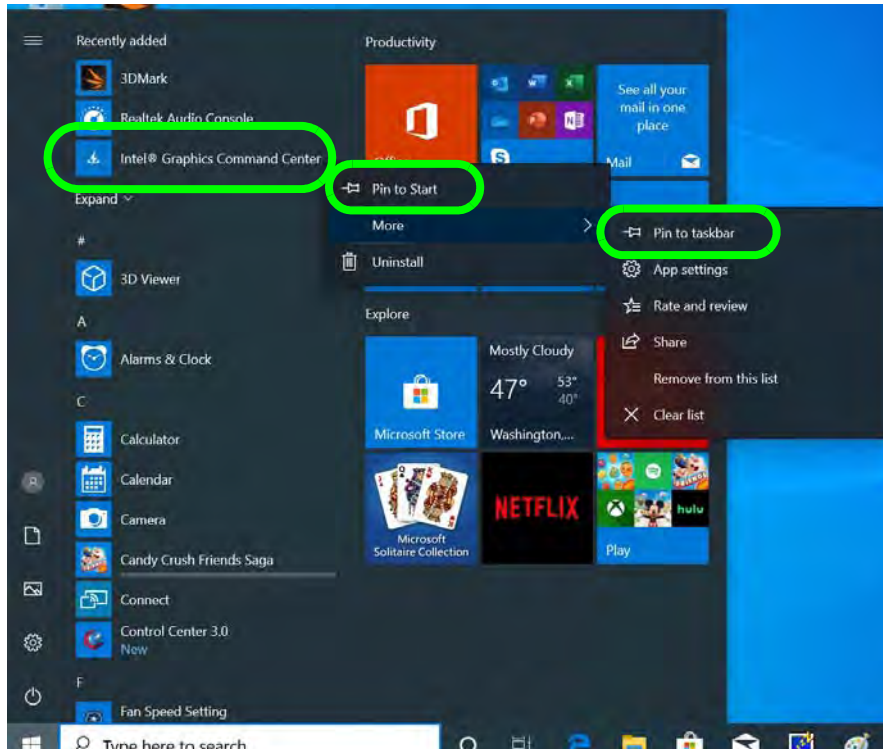 Recently added
3DMark
Realtek Audio Console
Intel® Graphics Command Center
Expand
#
3D Viewer
A
Alarms & Clock
C
Calculator
Calendar
Camera
Candy Crush Friends Saga
Connect
Control Center 3.0
New
F
Fan Speed Setting
Type here to search
R
Productivity
Office
See all your
mail in one
place
Mail
Pin to Start
More
Uninstall
Pin to taskbar
App settings
Rate and review
Share
Remove from this list
Clear list
Explore
Microsoft Store
Mostly Cloudy
47° 53°
40°
Washington,...
Microsoft
Solitaire Collection
NETFLIX
hulu
Play